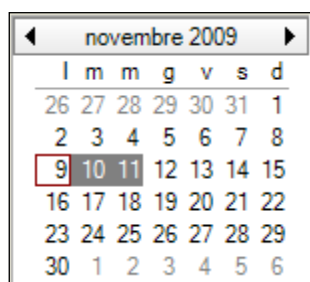 novembre 2009
l m m g v s d
26 27 28 29 30 31 1
2 3 4 5 6 7 8
9 10 11 12 13 14 15
16 17 18 19 20 21 22
23 24 25 26 27 28 29
30 1 2 3 4 5 6